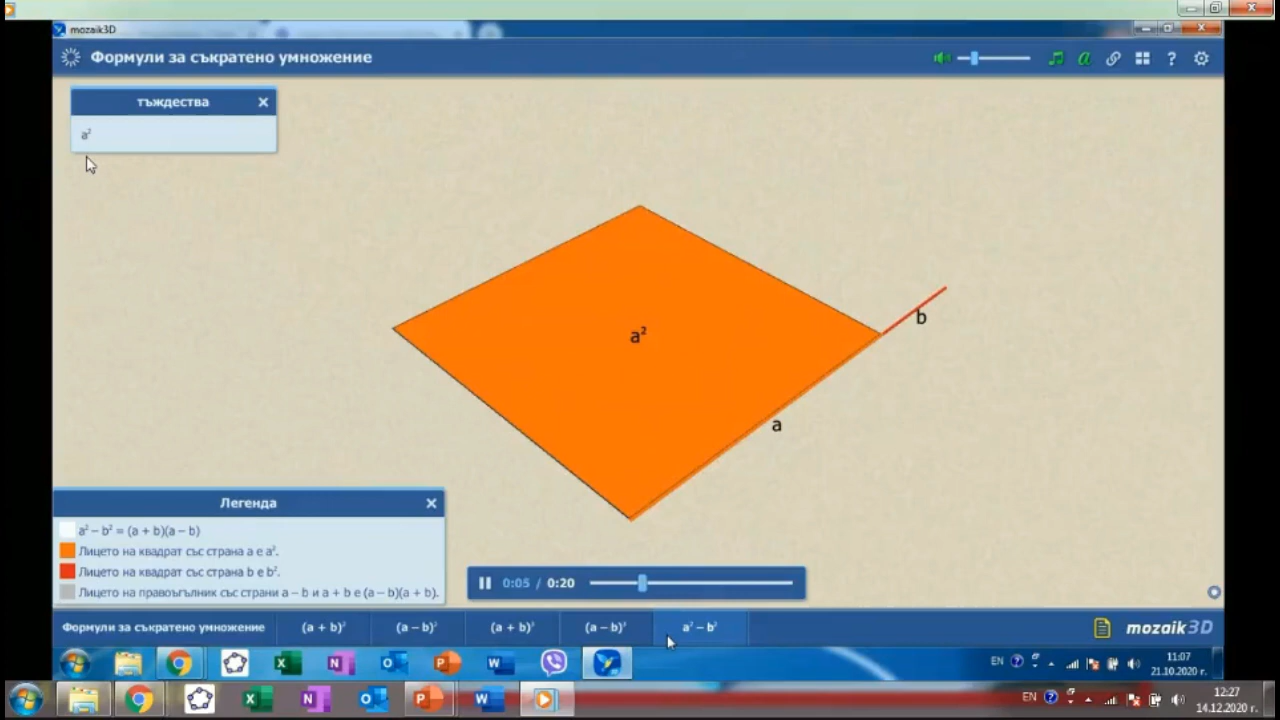 mozaik3D
Формули за съкратено умножение
тъждества
a²
a²
b
a
Легенда
a² – b² = (a + b)(a – b)
Лицето на квадрат със страна a е a².
Лицето на квадрат със страна b е b².
Лицето на правоъгълник със страни a – b и a + b е (a – b)(a + b).
0:05 / 0:20
Формули за съкратено умножение (a + b)² (a – b)² (a + b)³ (a – b)³ a² – b²
mozaik3D
EN 11:07
21.10.2020 г.
EN 12:27
14.12.2020 г.